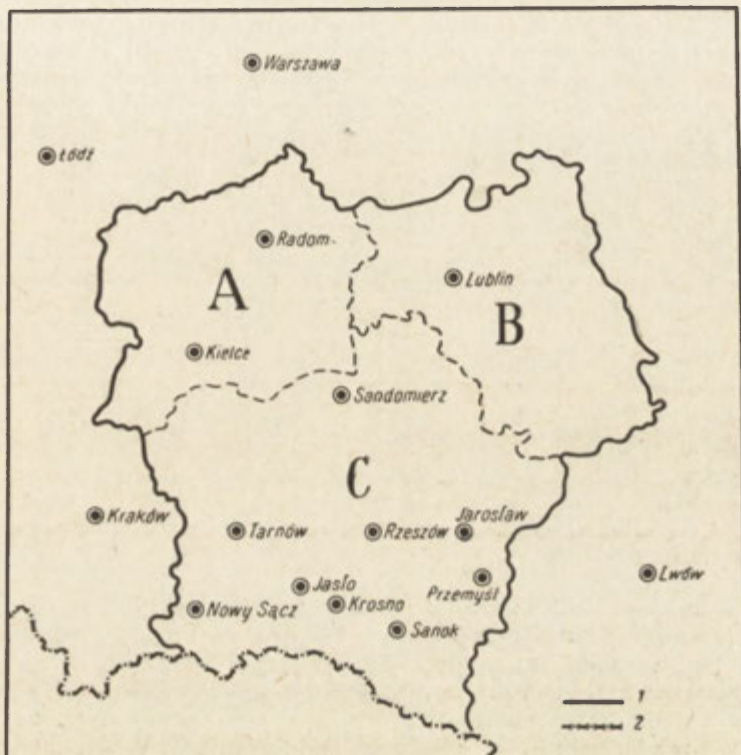 Warszawa
Łódź
Radom
A
Lublin
B
Kielce
Sandomierz
C
Kraków
Tarnów
Rzeszów
Jarosław
Przemyśl
Lwów
Jasło
Krosno
Nowy Sącz
Sanok
1
2